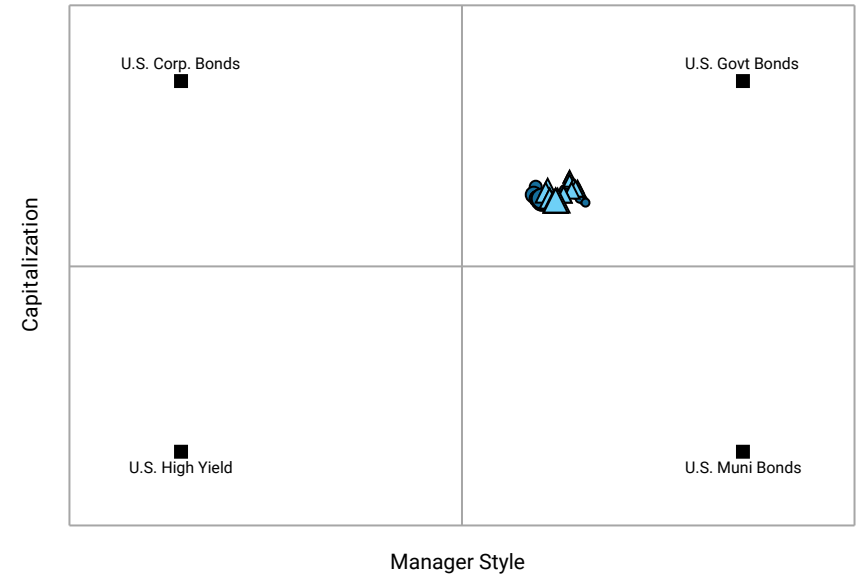 U.S. Corp. Bonds
U.S. Govt Bonds
Capitalization
U.S. High Yield
U.S. Muni Bonds
Manager Style